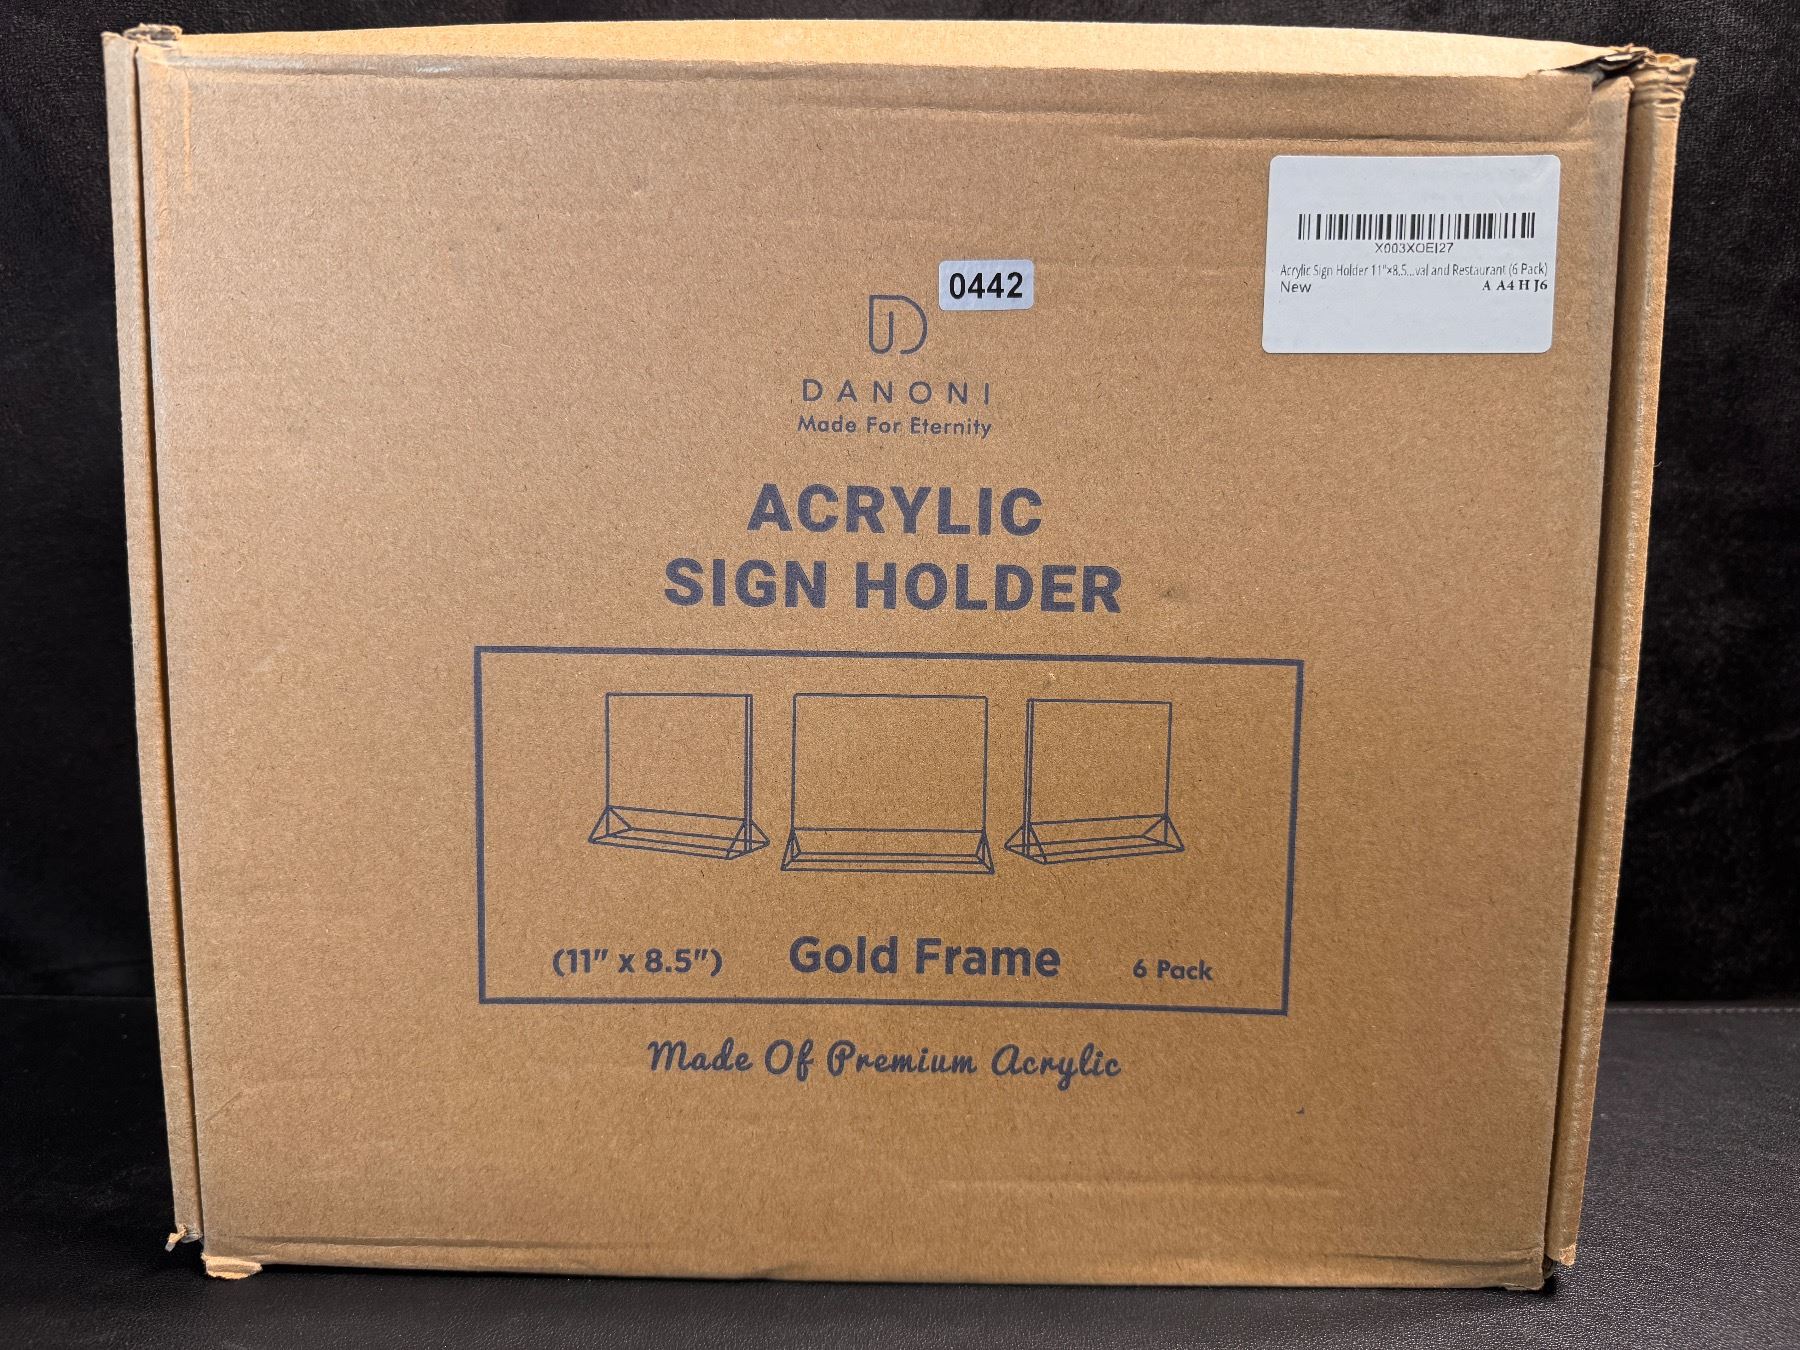 X003XOEI27
Acrylic Sign Holder 11"×8.5...val and Restaurant (6 Pack)
New A A4 H J6
0442
DANONI
Made For Eternity
ACRYLIC
SIGN HOLDER
(11" x 8.5") Gold Frame 6 Pack
Made Of Premium Acrylic